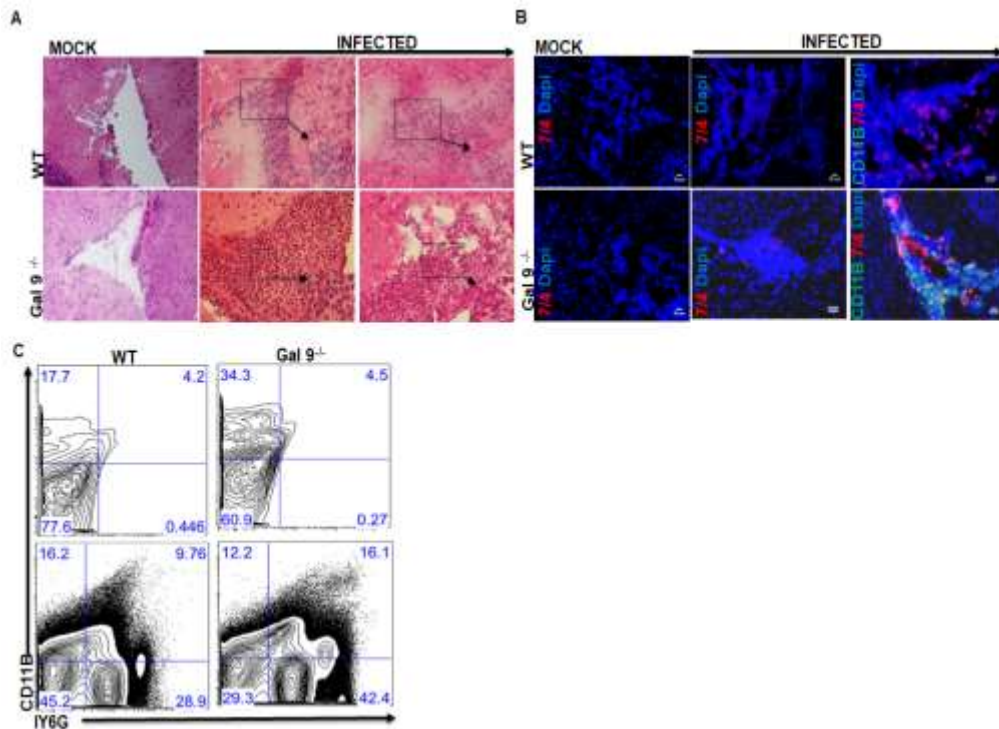 A
MOCK
INFECTED
WT
Gal 9 -/-
B
MOCK
INFECTED
WT
Gal 9 -/-
7/4 Dapi
7/4 Dapi
CD11B 7/4 Dapi
7/4 Dapi
7/4 Dapi
CD11B 7/4 Dapi
C
WT
Gal 9-/-
17.7 4.2
77.6 0.446
34.3 4.5
60.9 0.27
16.2 9.76
45.2 28.9
12.2 16.1
29.3 42.4
CD11B
IY6G